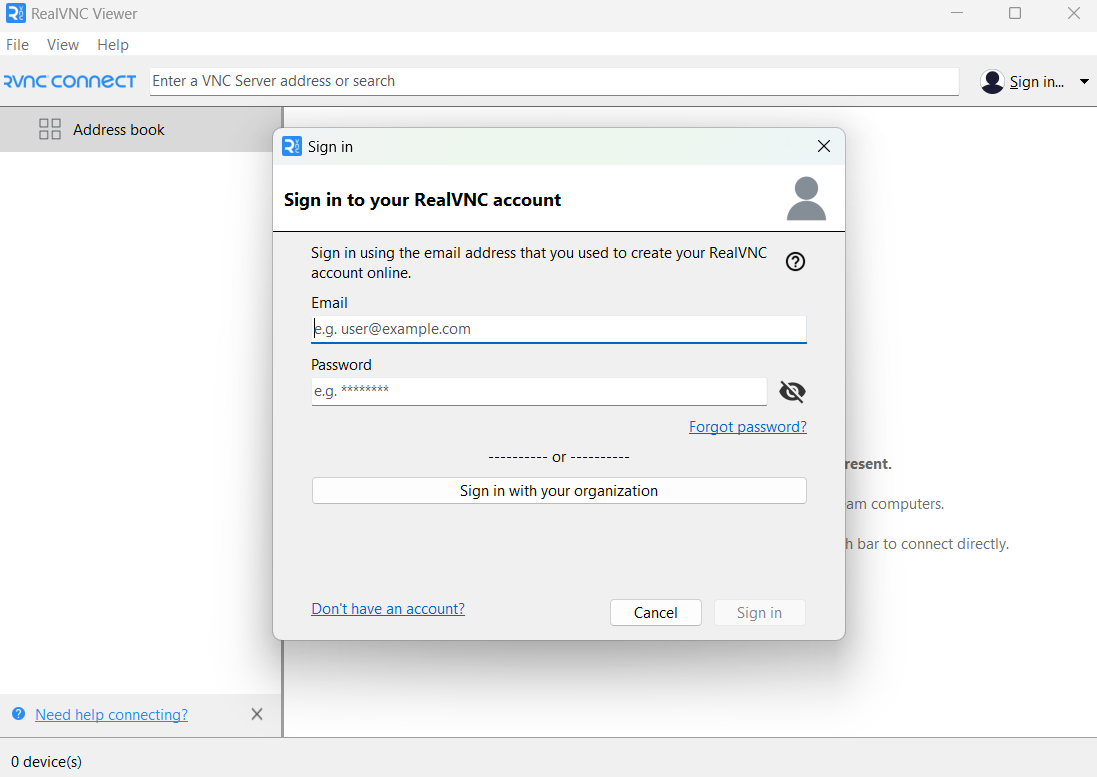 RealVNC Viewer
File View Help
RVNC CONNECT Enter a VNC Server address or search Sign in...
Address book
Sign in
Sign in to your RealVNC account
Sign in using the email address that you used to create your RealVNC
account online.
Email
e.g. user@example.com
Password
e.g. ********
Forgot password?
---------- or ----------
resent.
Sign in with your organization
am computers.
h bar to connect directly.
Don't have an account?
Cancel Sign in
Need help connecting?
0 device(s)